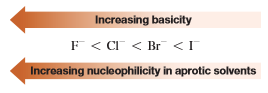 Increasing basicity
F⁻ < Cl⁻ < Br⁻ < I⁻
Increasing nucleophilicity in aprotic solvents